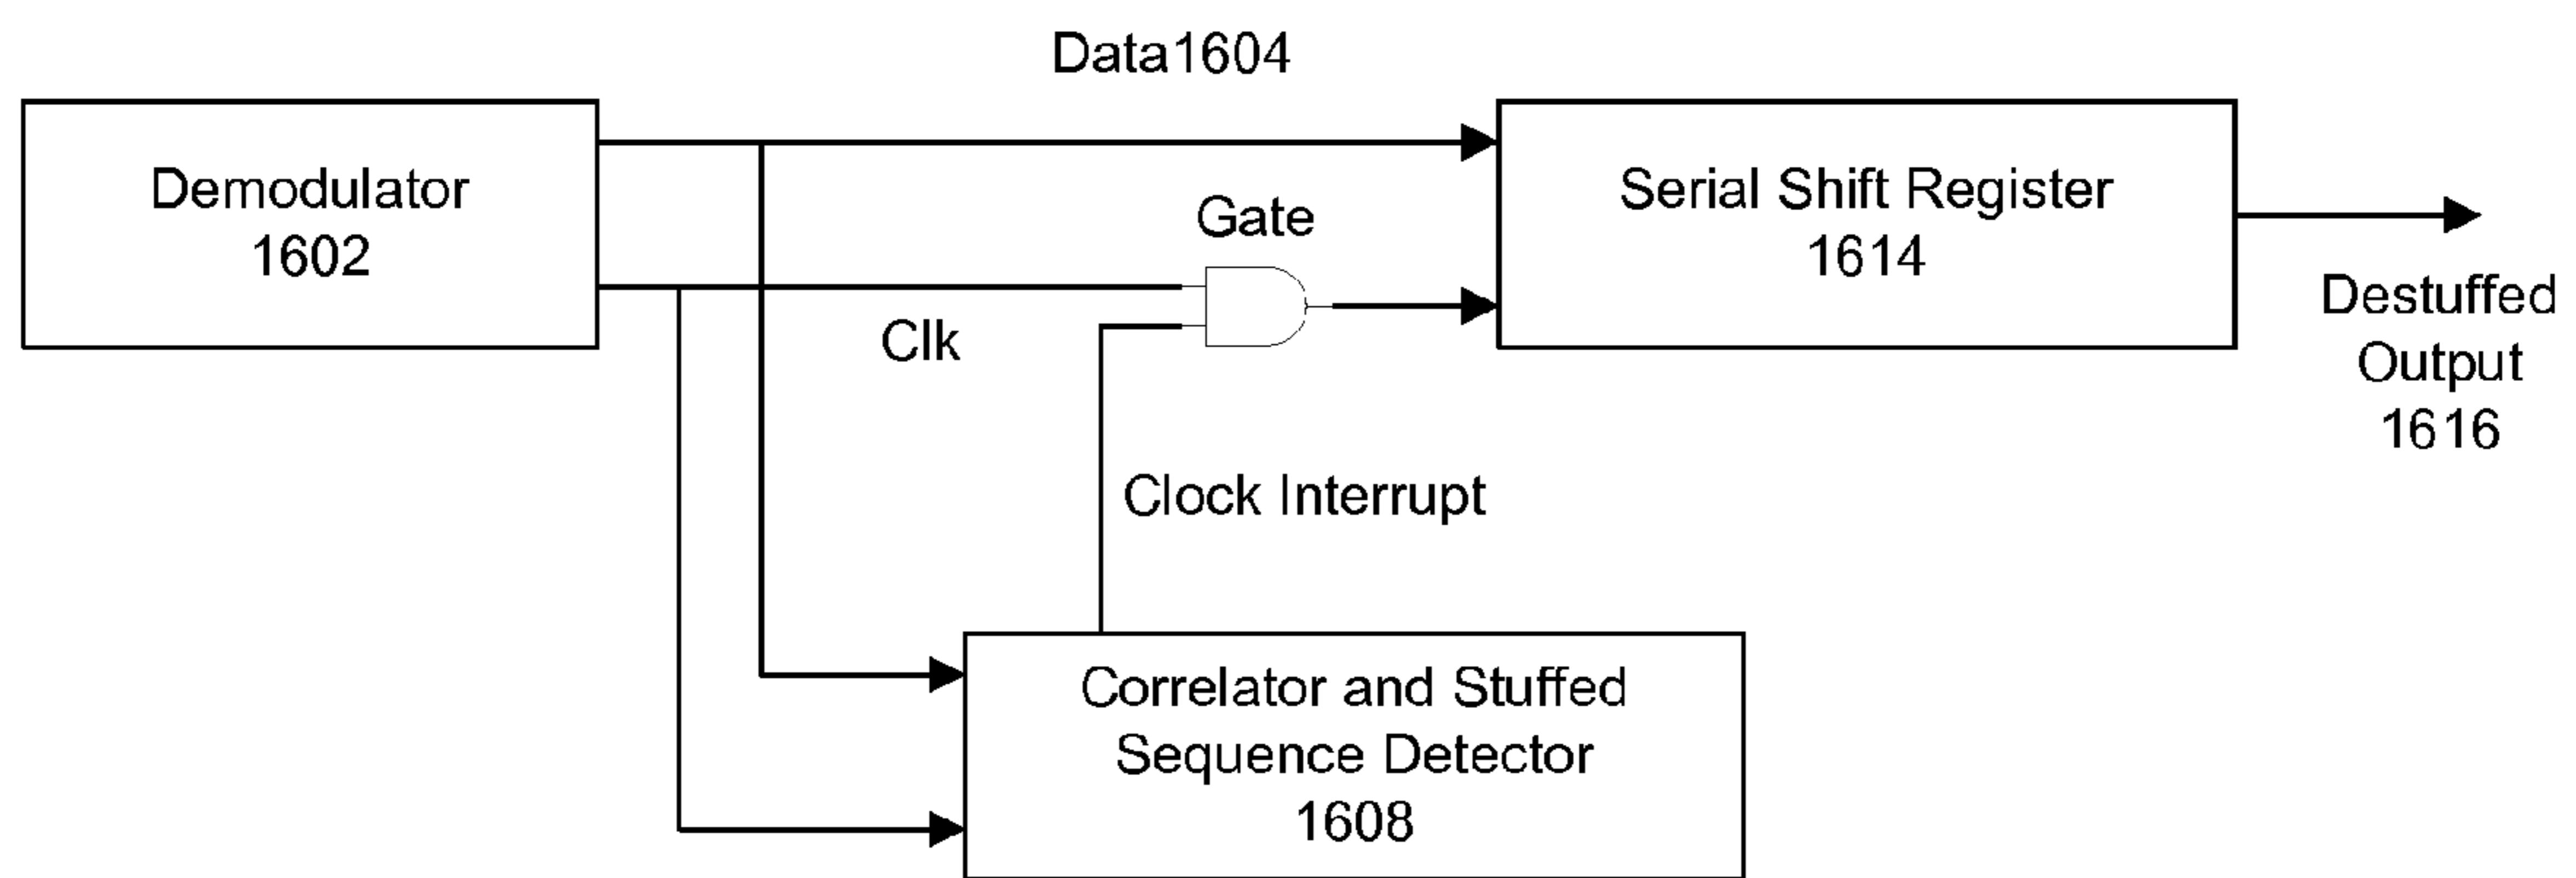 Data1604
Demodulator
1602
Gate
Serial Shift Register
1614
Clk
Destuffed
Output
1616
Clock Interrupt
Correlator and Stuffed
Sequence Detector
1608